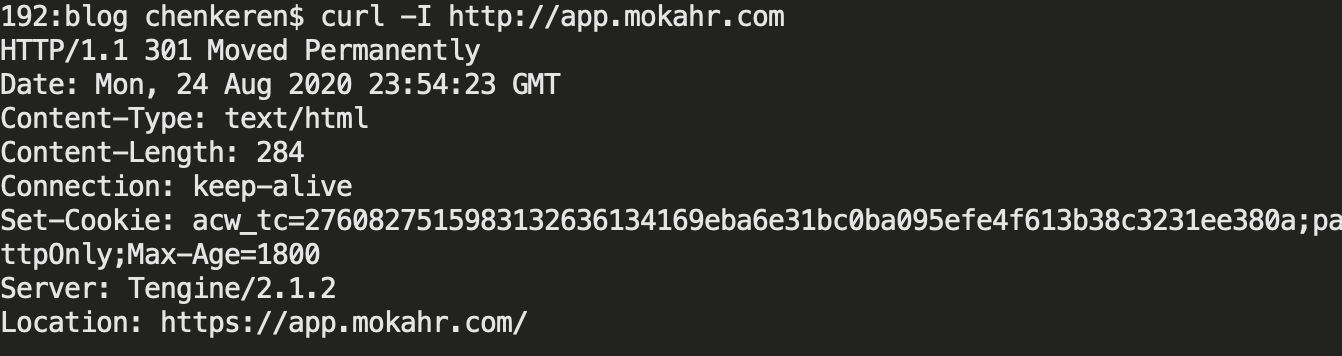 192:blog chenkeren$ curl -I http://app.mokahr.com
HTTP/1.1 301 Moved Permanently
Date: Mon, 24 Aug 2020 23:54:23 GMT
Content-Type: text/html
Content-Length: 284
Connection: keep-alive
Set-Cookie: acw_tc=2760827515983132636134169eba6e31bc0ba095efe4f613b38c3231ee380a;pa
ttpOnly;Max-Age=1800
Server: Tengine/2.1.2
Location: https://app.mokahr.com/